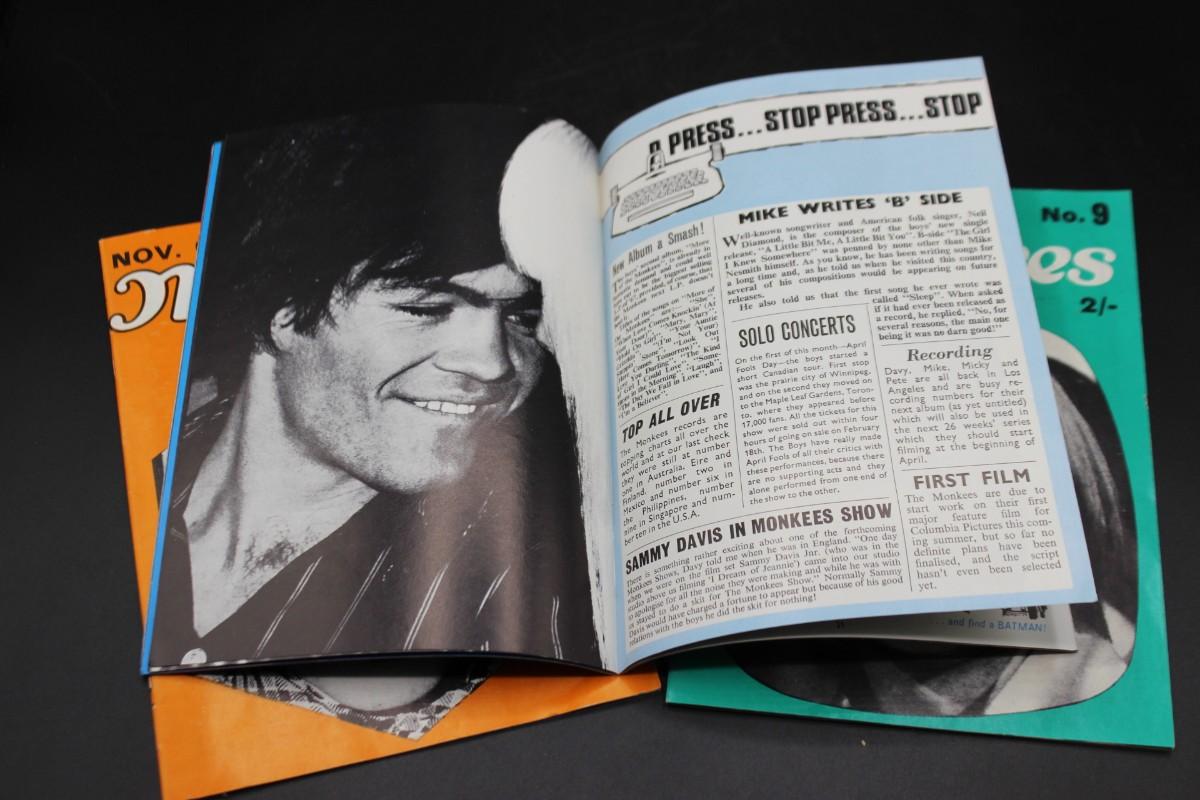 NOV.
No. 9
es
2/-
P PRESS...STOP PRESS...STOP
New Album a Smash!
TOP ALL OVER
The Monkees records are
topping charts all over the
world and at our last check
they were still at number
one in Australia, Eire and
Finland, number two in
Mexico and number six in
the Philippines, number
nine in Singapore and num-
ber ten in the U.S.A.
MIKE WRITES ‘B’ SIDE
Well-known songwriter and American folk singer, Neil
Diamond, is the composer of the boys’ new single
release, “A Little Bit Me, A Little Bit You”. B-side “The Girl
I Knew Somewhere” was penned by none other than Mike
Nesmith himself. As you know, he has been writing songs for
several years and, as he told us when he visited this country,
several of his compositions would be appearing on future
releases.
He also told us that the first song he ever wrote was
called “Sleep”. When asked
if it had ever been released as
a record, he replied, “No, for
several reasons, the main one
being it was no darn good!”
SOLO CONCERTS
On the first of this month—April
Fools Day—the boys started a
short Canadian tour. First stop
was the prairie city of Winnipeg,
and on the second they moved on
to the Maple Leaf Gardens, Toron-
to, where they appeared before
17,000 fans. All the tickets for this
show were sold out within four
hours of going on sale on February
18th. The Boys have really made
April Fools of all their critics with
these performances, because there
are no supporting acts and they
alone performed from one end of
the show to the other.
Recording
Davy, Mike, Micky and
Pete are all back in Los
Angeles and are busy re-
cording numbers for their
next album (as yet untitled)
which will also be used in
the next 26 weeks’ series
which they should start
filming at the beginning of
April.
FIRST FILM
The Monkees are due to
start work on their first
major feature film for
Columbia Pictures this com-
ing summer, but so far no
definite plans have been
finalised, and the script
hasn’t even been selected
yet.
SAMMY DAVIS IN MONKEES SHOW
There is something rather exciting about one of the forthcoming
Monkees Shows, Davy told me when he was in England. “One day
when we were on the film set Sammy Davis Jnr. (who was in the
studio above us filming ‘I Dream of Jeannie’) came into our studio
to apologise for all the noise they were making and while he was with
us stayed to do a skit for The Monkees Show.” Normally Sammy
Davis would have charged a fortune to appear but because of his good
relations with the boys he did the skit for nothing!
... and find a BATMAN!